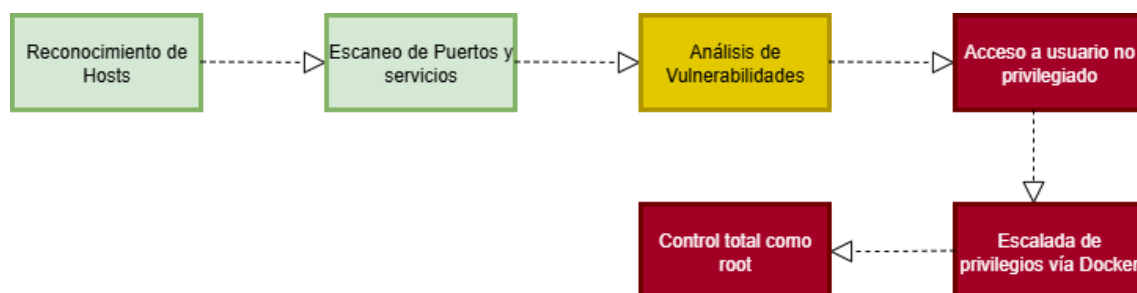 Reconocimiento de
Hosts
Escaneo de Puertos y
servicios
Análisis de
Vulnerabilidades
Acceso a usuario no
privilegiado
Control total como
root
Escalada de
privilegios vía Docker